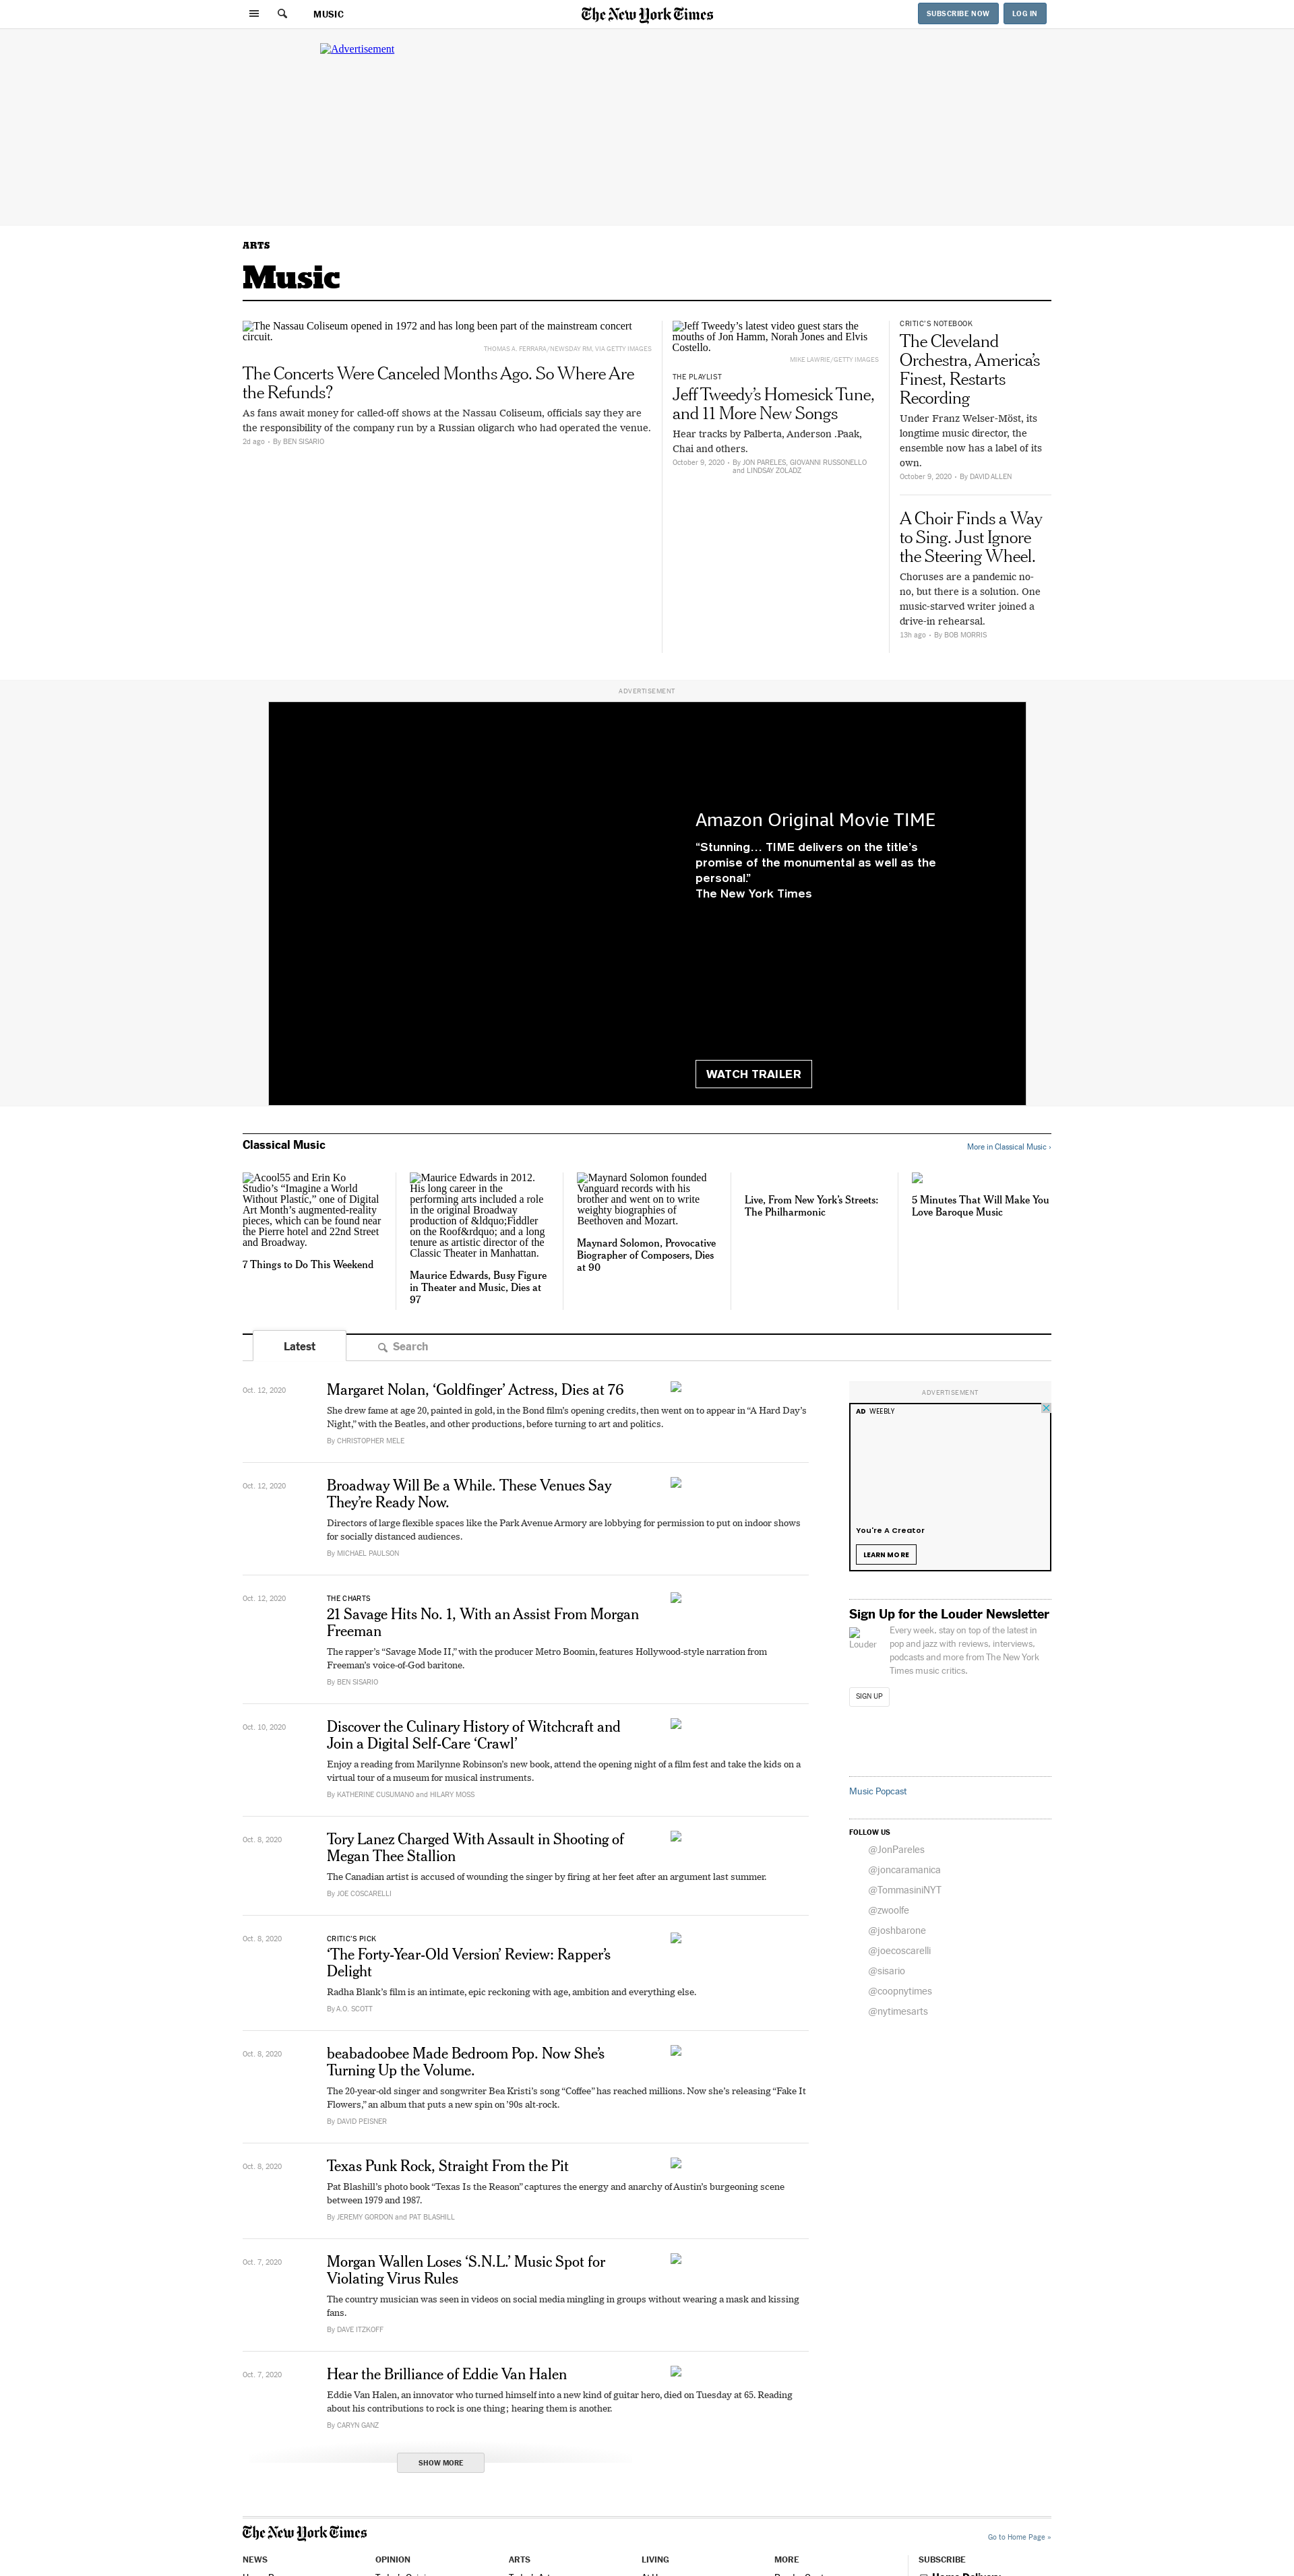 MUSIC
The New York Times
SUBSCRIBE NOW
LOG IN
Advertisement
ARTS
Music
The Nassau Coliseum opened in 1972 and has long been part of the mainstream concert
circuit.
THOMAS A. FERRARA/NEWSDAY RM, VIA GETTY IMAGES
The Concerts Were Canceled Months Ago. So Where Are
the Refunds?
As fans await money for called-off shows at the Nassau Coliseum, officials say they are
the responsibility of the company run by a Russian oligarch who had operated the venue.
2d ago • By BEN SISARIO
Jeff Tweedy’s latest video guest stars the
mouths of Jon Hamm, Norah Jones and Elvis
Costello.
MIKE LAWRIE/GETTY IMAGES
THE PLAYLIST
Jeff Tweedy’s Homesick Tune,
and 11 More New Songs
Hear tracks by Palberta, Anderson .Paak,
Chai and others.
October 9, 2020 • By JON PARELES, GIOVANNI RUSSONELLO
and LINDSAY ZOLADZ
CRITIC’S NOTEBOOK
The Cleveland
Orchestra, America’s
Finest, Restarts
Recording
Under Franz Welser-Möst, its
longtime music director, the
ensemble now has a label of its
own.
October 9, 2020 • By DAVID ALLEN
A Choir Finds a Way
to Sing. Just Ignore
the Steering Wheel.
Choruses are a pandemic no-
no, but there is a solution. One
music-starved writer joined a
drive-in rehearsal.
13h ago • By BOB MORRIS
ADVERTISEMENT
Amazon Original Movie TIME
“Stunning… TIME delivers on the title’s
promise of the monumental as well as the
personal.”
The New York Times
WATCH TRAILER
Classical Music
More in Classical Music ›
Acool55 and Erin Ko
Studio’s “Imagine a World
Without Plastic,” one of Digital
Art Month’s augmented-reality
pieces, which can be found near
the Pierre hotel and 22nd Street
and Broadway.
7 Things to Do This Weekend
Maurice Edwards in 2012.
His long career in the
performing arts included a role
in the original Broadway
production of &ldquo;Fiddler
on the Roof&rdquo; and a long
tenure as artistic director of the
Classic Theater in Manhattan.
Maurice Edwards, Busy Figure
in Theater and Music, Dies at
97
Maynard Solomon founded
Vanguard records with his
brother and went on to write
weighty biographies of
Beethoven and Mozart.
Maynard Solomon, Provocative
Biographer of Composers, Dies
at 90
Live, From New York’s Streets:
The Philharmonic
5 Minutes That Will Make You
Love Baroque Music
Latest
Search
Oct. 12, 2020
Margaret Nolan, ‘Goldfinger’ Actress, Dies at 76
She drew fame at age 20, painted in gold, in the Bond film’s opening credits, then went on to appear in “A Hard Day’s
Night,” with the Beatles, and other productions, before turning to art and politics.
By CHRISTOPHER MELE
Oct. 12, 2020
Broadway Will Be a While. These Venues Say
They’re Ready Now.
Directors of large flexible spaces like the Park Avenue Armory are lobbying for permission to put on indoor shows
for socially distanced audiences.
By MICHAEL PAULSON
Oct. 12, 2020
THE CHARTS
21 Savage Hits No. 1, With an Assist From Morgan
Freeman
The rapper’s “Savage Mode II,” with the producer Metro Boomin, features Hollywood-style narration from
Freeman’s voice-of-God baritone.
By BEN SISARIO
Oct. 10, 2020
Discover the Culinary History of Witchcraft and
Join a Digital Self-Care ‘Crawl’
Enjoy a reading from Marilynne Robinson’s new book, attend the opening night of a film fest and take the kids on a
virtual tour of a museum for musical instruments.
By KATHERINE CUSUMANO and HILARY MOSS
Oct. 8, 2020
Tory Lanez Charged With Assault in Shooting of
Megan Thee Stallion
The Canadian artist is accused of wounding the singer by firing at her feet after an argument last summer.
By JOE COSCARELLI
Oct. 8, 2020
CRITIC’S PICK
‘The Forty-Year-Old Version’ Review: Rapper’s
Delight
Radha Blank’s film is an intimate, epic reckoning with age, ambition and everything else.
By A.O. SCOTT
Oct. 8, 2020
beabadoobee Made Bedroom Pop. Now She’s
Turning Up the Volume.
The 20-year-old singer and songwriter Bea Kristi’s song “Coffee” has reached millions. Now she’s releasing “Fake It
Flowers,” an album that puts a new spin on ’90s alt-rock.
By DAVID PEISNER
Oct. 8, 2020
Texas Punk Rock, Straight From the Pit
Pat Blashill’s photo book “Texas Is the Reason” captures the energy and anarchy of Austin’s burgeoning scene
between 1979 and 1987.
By JEREMY GORDON and PAT BLASHILL
Oct. 7, 2020
Morgan Wallen Loses ‘S.N.L.’ Music Spot for
Violating Virus Rules
The country musician was seen in videos on social media mingling in groups without wearing a mask and kissing
fans.
By DAVE ITZKOFF
Oct. 7, 2020
Hear the Brilliance of Eddie Van Halen
Eddie Van Halen, an innovator who turned himself into a new kind of guitar hero, died on Tuesday at 65. Reading
about his contributions to rock is one thing; hearing them is another.
By CARYN GANZ
SHOW MORE
ADVERTISEMENT
AD WEEBLY
You're A Creator
LEARN MORE
Sign Up for the Louder Newsletter
Louder
Every week, stay on top of the latest in
pop and jazz with reviews, interviews,
podcasts and more from The New York
Times music critics.
SIGN UP
Music Popcast
FOLLOW US
@JonPareles
@joncaramanica
@TommasiniNYT
@zwoolfe
@joshbarone
@joecoscarelli
@sisario
@coopnytimes
@nytimesarts
The New York Times
Go to Home Page »
NEWS
OPINION
ARTS
LIVING
MORE
SUBSCRIBE